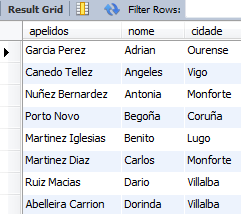 Result Grid Filter Rows:
apelidos nome cidade
Garcia Perez Adrian Ourense
Canedo Tellez Angeles Vigo
Nuñez Bernardez Antonia Monforte
Porto Novo Begoña Coruña
Martinez Iglesias Benito Lugo
Martinez Diaz Carlos Monforte
Ruiz Macias Dario Villalba
Abelleira Carrion Dorinda Villalba